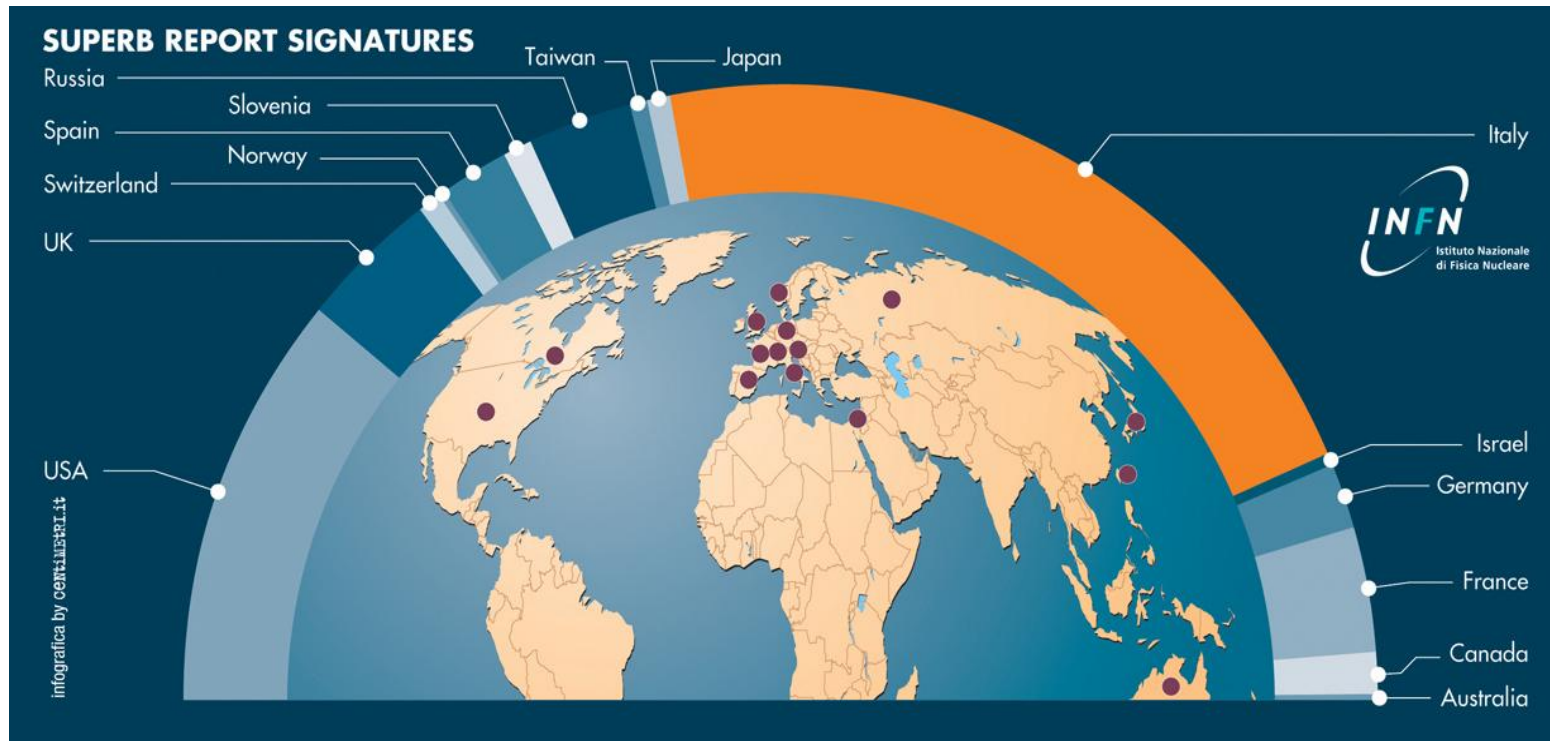 SUPERB REPORT SIGNATURES
Taiwan
Japan
Russia
Slovenia
Spain
Norway
Switzerland
UK
USA
Italy
INFN
Istituto Nazionale
di Fisica Nucleare
Israel
Germany
France
Canada
Australia
infografica by CENTIMETRI.it